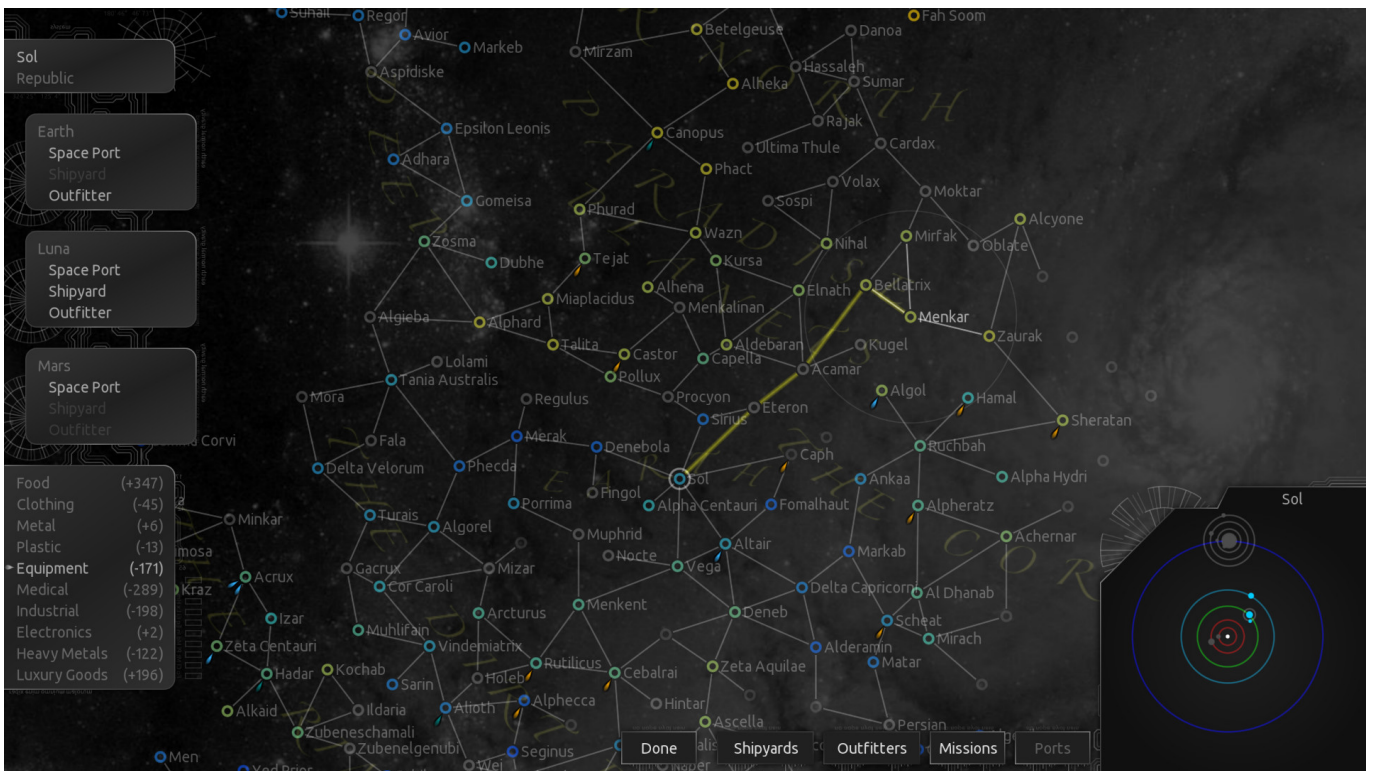 Suhail
Regor
Fah Soom
Avior
Markeb
Betelgeuse
Danoa
Mirzam
Sol
Republic
Aspidiske
Hassaleh
Alheka
Sumar
Earth
Space Port
Shipyard
Outfitter
Epsilon Leonis
Canopus
Rajak
Ultima Thule
Cardax
Adhara
Phact
Volax
Moktar
Gomeisa
Sospi
Phurad
Alcyone
Luna
Space Port
Shipyard
Outfitter
Zosma
Wazn
Nihal
Mirfak
Oblate
Dubhe
Tejat
Kursa
Miaplacidus
Alhena
Elnath
Bellatrix
Menkalinan
Algieba
Alphard
Menkar
Zaurak
Mars
Space Port
Shipyard
Outfitter
Talita
Castor
Aldebaran
Kugel
Lolami
Capella
Acamar
Tania Australis
Pollux
Mora
Regulus
Procyon
Algol
Hamal
Eteron
Sirius
Sheratan
Corvi
Fala
Merak
Denebola
Ruchbah
Caph
Delta Velorum
Phecda
Sol
Ankaa
Alpha Hydri
Fingol
Food (+347)
Clothing (-45)
Metal (+6)
Plastic (-13)
Equipment (-171)
Medical (-289)
Industrial (-198)
Electronics (+2)
Heavy Metals (-122)
Luxury Goods (+196)
Porrima
Alpha Centauri
Fomalhaut
Alpheratz
Sol
Minkar
Turais
Algorel
Muphrid
Altair
Achernar
Nocte
Markab
Acrux
Gacrux
Mizar
Vega
Kraz
Cor Caroli
Delta Capricorni
Al Dhanab
Izar
Arcturus
Menkent
Deneb
Scheat
Muhlifain
Mirach
Zeta Centauri
Vindemiatrix
Alderamin
Rutilicus
Zeta Aquilae
Matar
Hadar
Kochab
Holeb
Cebalrai
Sarin
Alkaid
Ildaria
Alioth
Alphecca
Hintar
Ascella
Persian
Zubeneschamali
Zubenelgenubi
Men
Seginus
Wei
Done
Shipyards
Outfitters
Missions
Ports